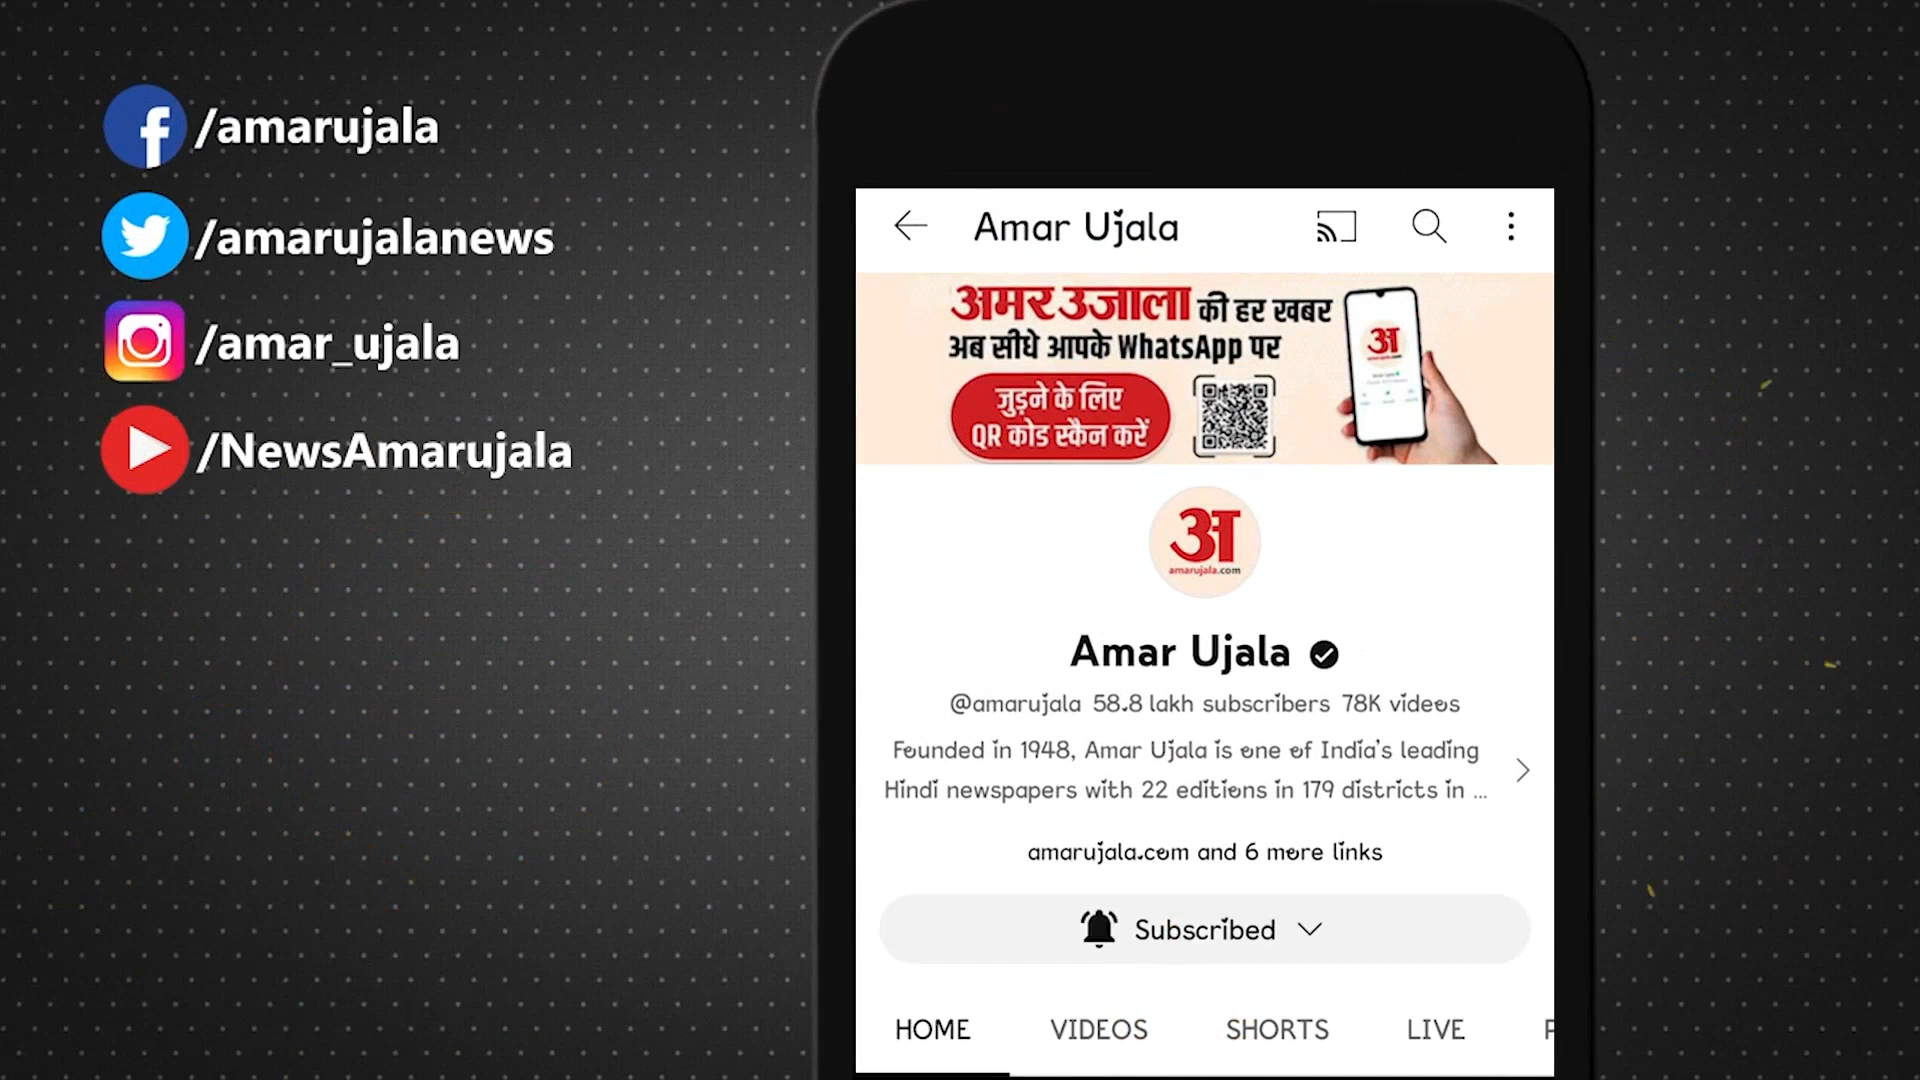 /amarujala
/amarujalanews
/amar_ujala
/NewsAmarujala
Amar Ujala
अमर उजाला की हर खबर
अब सीधे आपके WhatsApp पर
जुड़ने के लिए
QR कोड स्कैन करें
अ
अ
amarujala.com
Amar Ujala
@amarujala 58.8 lakh subscribers 78K videos
Founded in 1948, Amar Ujala is one of India's leading
Hindi newspapers with 22 editions in 179 districts in ...
amarujala.com and 6 more links
Subscribed
HOME VIDEOS SHORTS LIVE